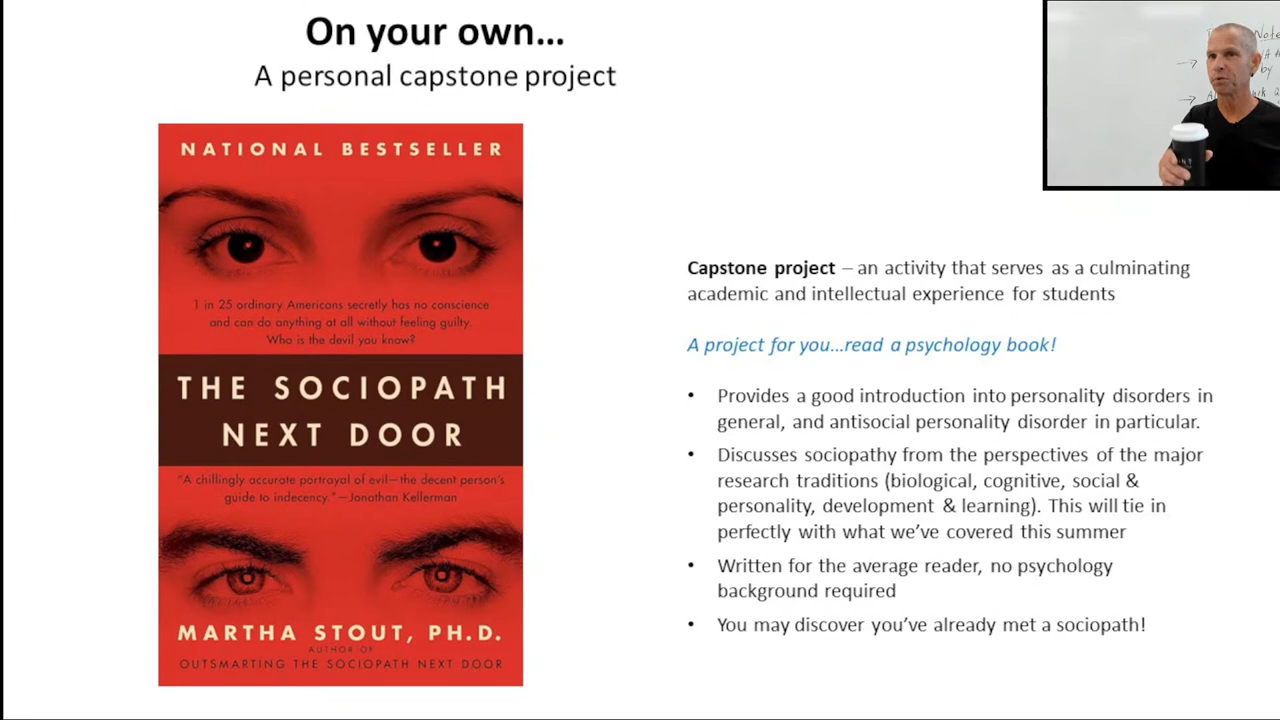 On your own...
A personal capstone project
NATIONAL BESTSELLER
1 in 25 ordinary Americans secretly has no conscience
and can do anything at all without feeling guilty.
Who is the devil you know?
THE SOCIOPATH
NEXT DOOR
"A chillingly accurate portrayal of evil—the decent person's
guide to indecency." —Jonathan Kellerman
MARTHA STOUT, PH.D.
AUTHOR OF
OUTSMARTING THE SOCIOPATH NEXT DOOR
Capstone project – an activity that serves as a culminating
academic and intellectual experience for students
A project for you...read a psychology book!
• Provides a good introduction into personality disorders in
general, and antisocial personality disorder in particular.
• Discusses sociopathy from the perspectives of the major
research traditions (biological, cognitive, social &
personality, development & learning). This will tie in
perfectly with what we've covered this summer
• Written for the average reader, no psychology
background required
• You may discover you've already met a sociopath!